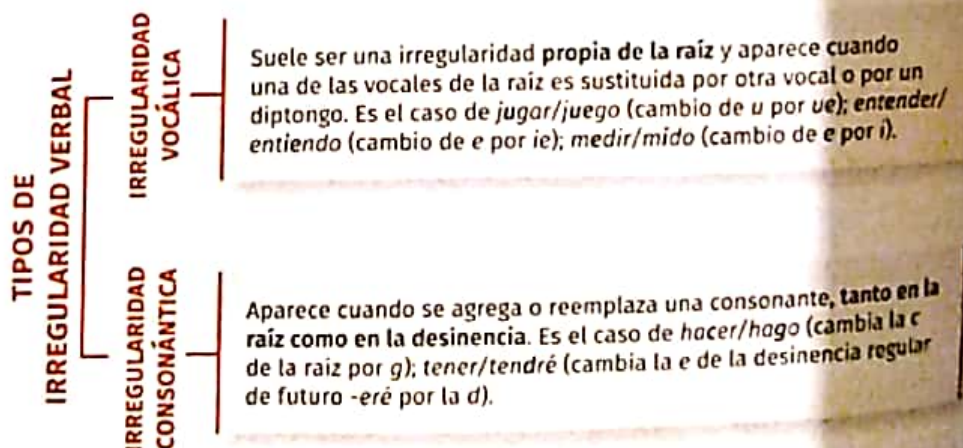 TIPOS DE
IRREGULARIDAD VERBAL
IRREGULARIDAD
VOCÁLICA
Suele ser una irregularidad propia de la raíz y aparece cuando
una de las vocales de la raíz es sustituida por otra vocal o por un
diptongo. Es el caso de jugar/juego (cambio de u por ue); entender/
entiendo (cambio de e por ie); medir/mido (cambio de e por i).
IRREGULARIDAD
CONSONÁNTICA
Aparece cuando se agrega o reemplaza una consonante, tanto en la
raíz como en la desinencia. Es el caso de hacer/hago (cambia la c
de la raíz por g); tener/tendré (cambia la e de la desinencia regular
de futuro -eré por la d).